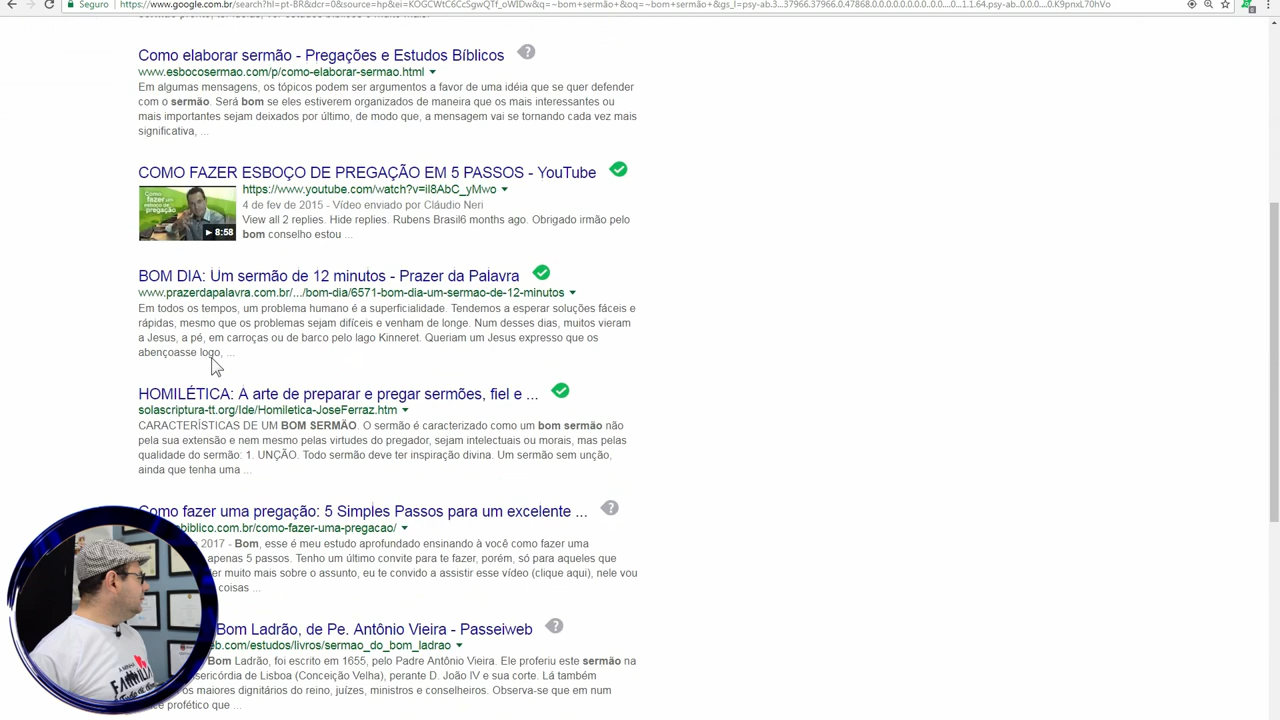 Seguro
https://www.google.com.br/search?hl=pt-BR&dcr=0&source=hp&ei=KOGCWtC6CcSgwQTf_oWIDw&q=~bom+sermão+&oq=~bom+sermão+&gs_l=psy-ab.3...37966.37966.0.47868.0.0.0.0.0.0.0.0..0.0....0...1.1.64.psy-ab..0.0.0....0.K9pnxL70hVo
Como elaborar sermão - Pregações e Estudos Bíblicos
www.esbocosermao.com/p/como-elaborar-sermao.html
Em algumas mensagens, os tópicos podem ser argumentos a favor de uma idéia que se quer defender
com o sermão. Será bom se eles estiverem organizados de maneira que os mais interessantes ou
mais importantes sejam deixados por último, de modo que, a mensagem vai se tornando cada vez mais
significativa, ...
COMO FAZER ESBOÇO DE PREGAÇÃO EM 5 PASSOS - YouTube
https://www.youtube.com/watch?v=il8AbC_yMwo
4 de fev de 2015 - Vídeo enviado por Cláudio Neri
View all 2 replies. Hide replies. Rubens Brasil6 months ago. Obrigado irmão pelo
bom conselho estou ...
Como
fazer um
esboço de
pregação
8:58
BOM DIA: Um sermão de 12 minutos - Prazer da Palavra
www.prazerdapalavra.com.br/.../bom-dia/6571-bom-dia-um-sermao-de-12-minutos
Em todos os tempos, um problema humano é a superficialidade. Tendemos a esperar soluções fáceis e
rápidas, mesmo que os problemas sejam difíceis e venham de longe. Num desses dias, muitos vieram
a Jesus, a pé, em carroças ou de barco pelo lago Kinneret. Queriam um Jesus expresso que os
abençoasse logo, ...
HOMILÉTICA: A arte de preparar e pregar sermões, fiel e ...
solascriptura-tt.org/Ide/Homiletica-JoseFerraz.htm
CARACTERÍSTICAS DE UM BOM SERMÃO. O sermão é caracterizado como um bom sermão não
pela sua extensão e nem mesmo pelas virtudes do pregador, sejam intelectuais ou morais, mas pelas
qualidade do sermão: 1. UNÇÃO. Todo sermão deve ter inspiração divina. Um sermão sem unção,
ainda que tenha uma ...
Como fazer uma pregação: 5 Simples Passos para um excelente ...
biblico.com.br/como-fazer-uma-pregacao/
2017 - Bom, esse é meu estudo aprofundado ensinando à você como fazer uma
apenas 5 passos. Tenho um último convite para te fazer, porém, só para aqueles que
er muito mais sobre o assunto, eu te convido a assistir esse vídeo (clique aqui), nele vou
coisas ...
Bom Ladrão, de Pe. Antônio Vieira - Passeiweb
eb.com/estudos/livros/sermao_do_bom_ladrao
Bom Ladrão, foi escrito em 1655, pelo Padre Antônio Vieira. Ele proferiu este sermão na
sericórdia de Lisboa (Conceição Velha), perante D. João IV e sua corte. Lá também
os maiores dignitários do reino, juízes, ministros e conselheiros. Observa-se que em num
ce profético que ...
A MINHA
FAMÍLIA